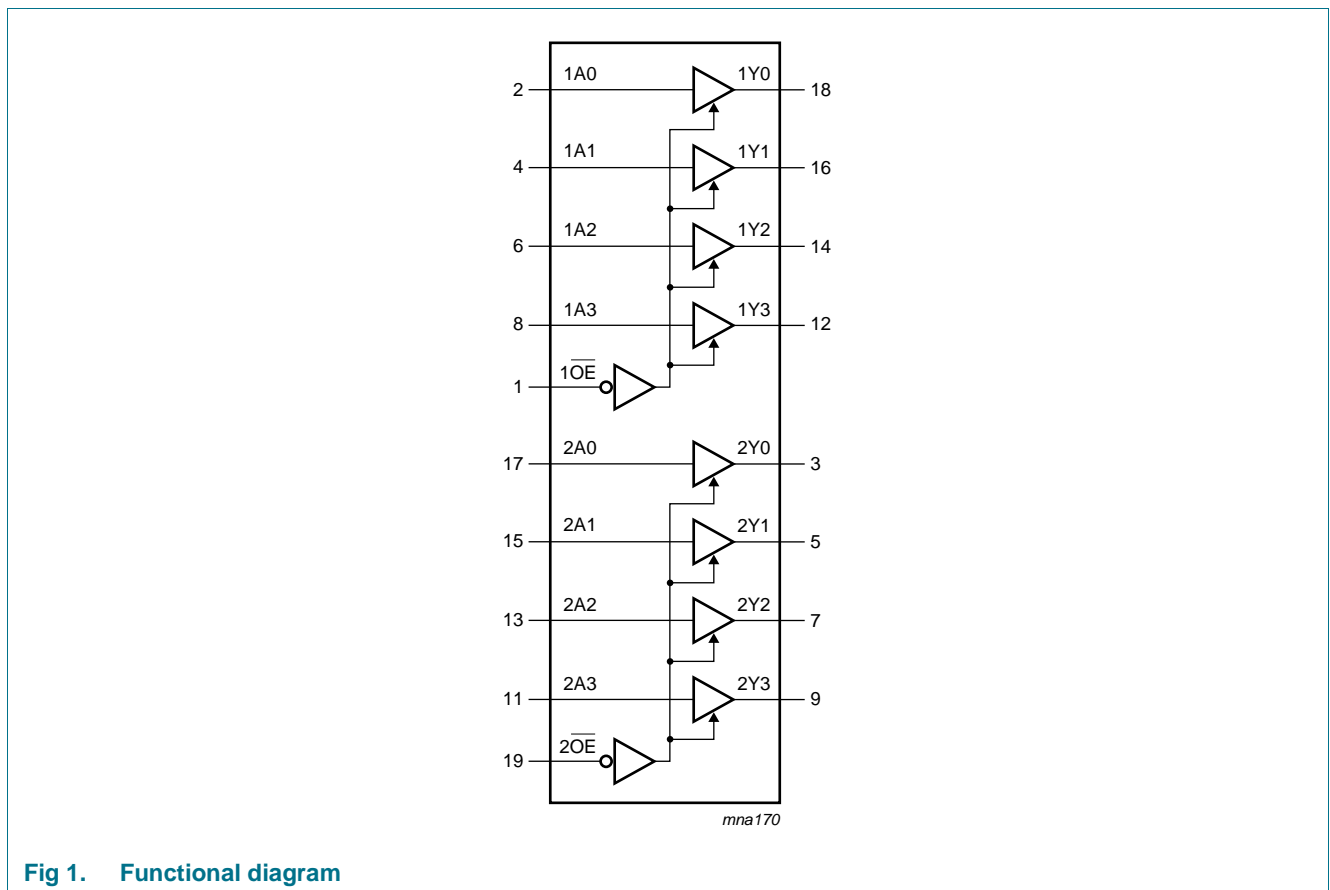 2 1A0 1Y0 18
4 1A1 1Y1 16
6 1A2 1Y2 14
8 1A3 1Y3 12
1 1O̅E̅
17 2A0 2Y0 3
15 2A1 2Y1 5
13 2A2 2Y2 7
11 2A3 2Y3 9
19 2O̅E̅
mna170
Fig 1. Functional diagram